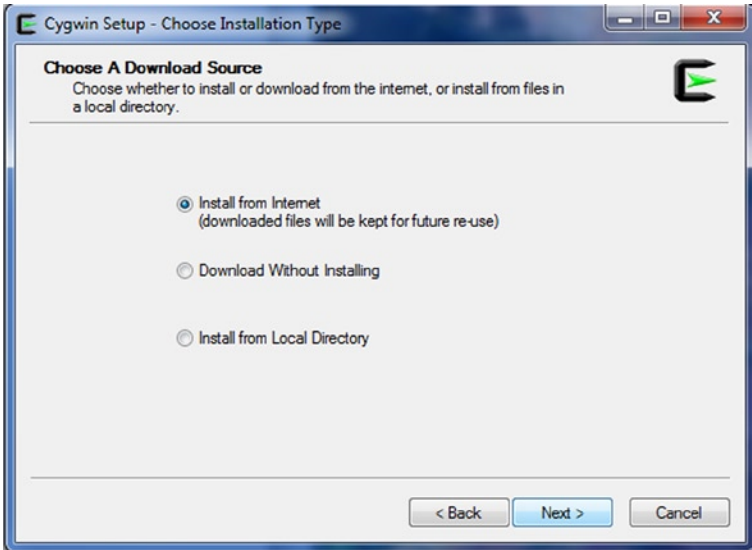 Cygwin Setup - Choose Installation Type
Choose A Download Source
Choose whether to install or download from the internet, or install from files in
a local directory.
Install from Internet
(downloaded files will be kept for future re-use)
Download Without Installing
Install from Local Directory
< Back Next > Cancel